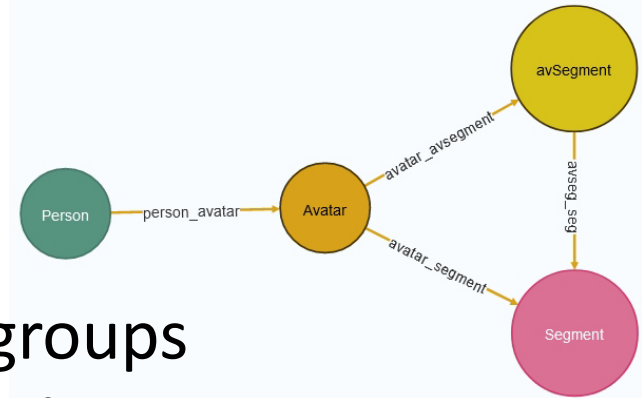 avSegment
avatar_avsegment
avseg_seg
Person
person_avatar
Avatar
avatar_segment
Segment
groups